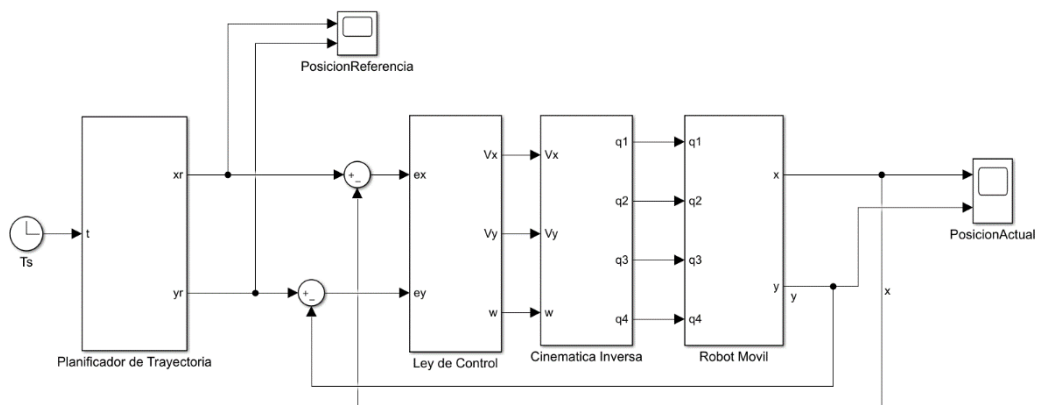 PosicionReferencia
xr
yr
t
Ts
Planificador de Trayectoria
+
−
+
−
ex
ey
Vx
Vy
w
Ley de Control
Vx
Vy
w
q1
q2
q3
q4
Cinematica Inversa
q1
q2
q3
q4
x
y
Robot Movil
y
x
PosicionActual